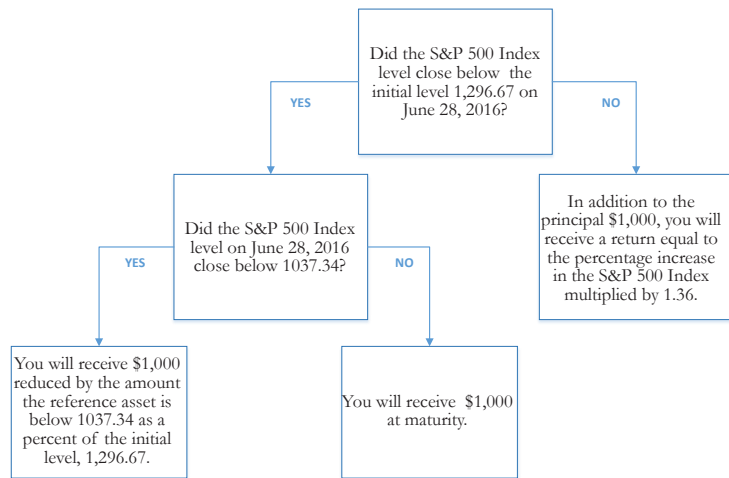 Did the S&P 500 Index
level close below the
initial level 1,296.67 on
June 28, 2016?
YES
NO
Did the S&P 500 Index
level on June 28, 2016
close below 1037.34?
In addition to the
principal $1,000, you will
receive a return equal to
the percentage increase
in the S&P 500 Index
multiplied by 1.36.
YES
NO
You will receive $1,000
reduced by the amount
the reference asset is
below 1037.34 as a
percent of the initial
level, 1,296.67.
You will receive $1,000
at maturity.